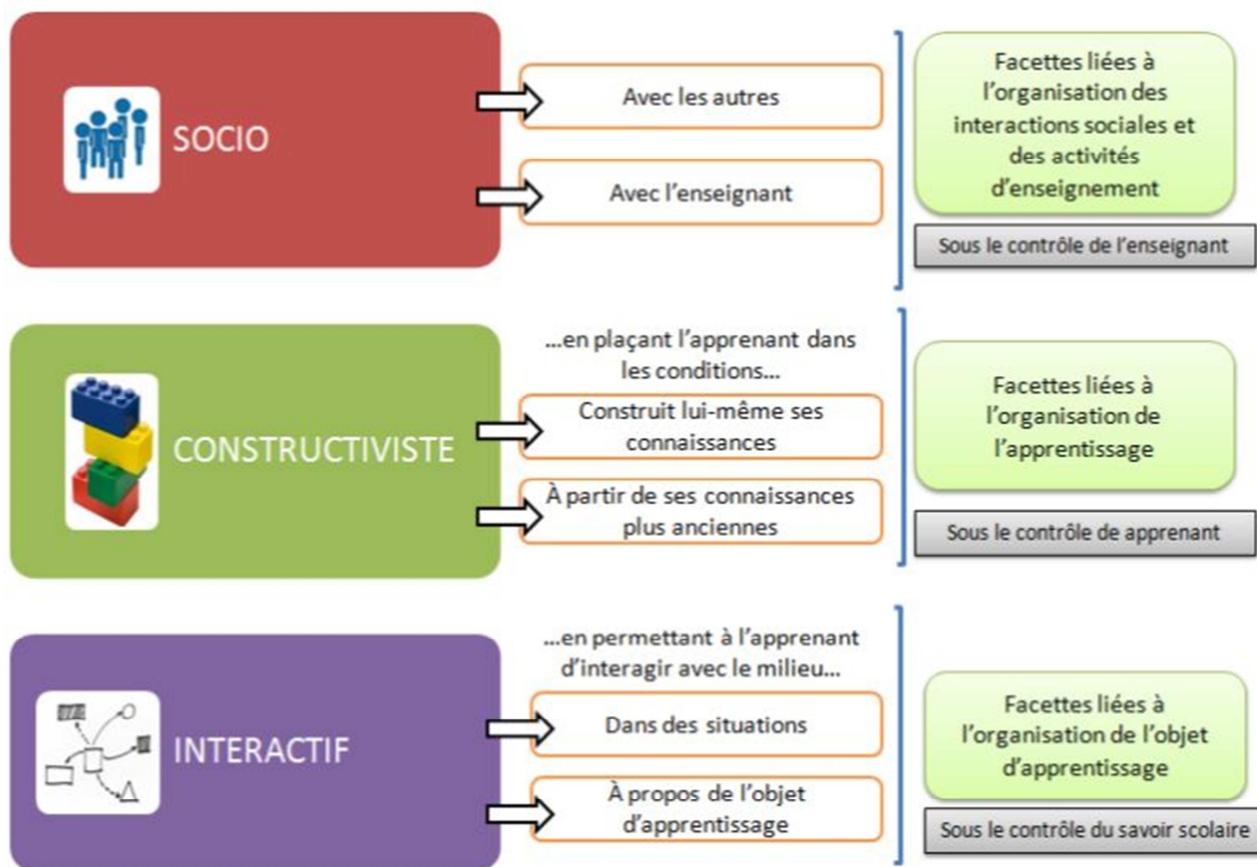 SOCIO
Avec les autres
Avec l'enseignant
Facettes liées à
l'organisation des
interactions sociales et
des activités
d'enseignement
Sous le contrôle de l'enseignant
CONSTRUCTIVISTE
...en plaçant l'apprenant dans
les conditions...
Construit lui-même ses
connaissances
À partir de ses connaissances
plus anciennes
Facettes liées à
l'organisation de
l'apprentissage
Sous le contrôle de apprenant
INTERACTIF
...en permettant à l'apprenant
d'interagir avec le milieu...
Dans des situations
À propos de l'objet
d'apprentissage
Facettes liées à
l'organisation de l'objet
d'apprentissage
Sous le contrôle du savoir scolaire